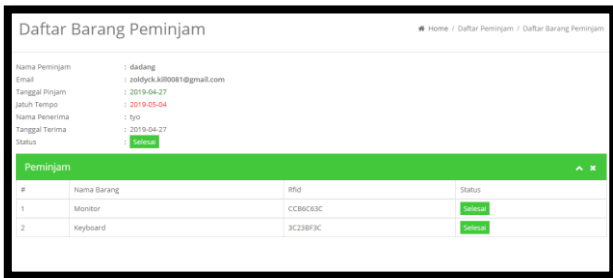 Daftar Barang Peminjam
Home / Daftar Peminjam / Daftar Barang Peminjam
Nama Peminjam : dadang
Email : zoldyck.kill0081@gmail.com
Tanggal Pinjam : 2019-04-27
Jatuh Tempo : 2019-05-04
Nama Penerima : tyo
Tanggal Terima : 2019-04-27
Status : Selesai
Peminjam
# Nama Barang Rfid Status
1 Monitor CCB6C63C Selesai
2 Keyboard 3C23BF3C Selesai